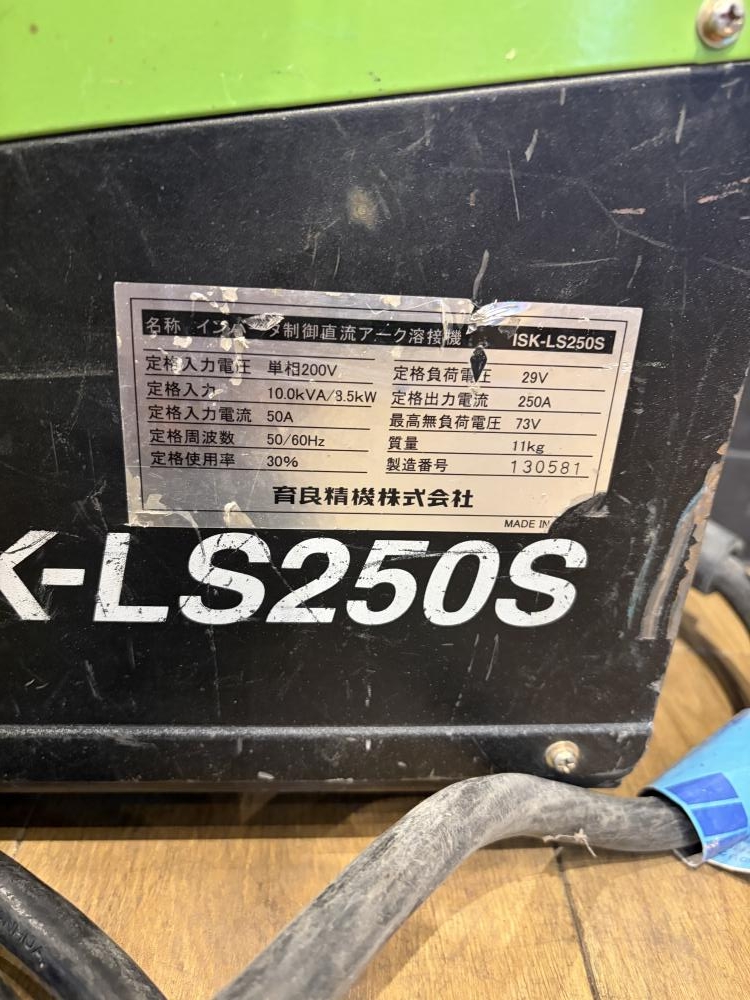 名称 インバータ制御直流アーク溶接機 ISK-LS250S
定格入力電圧 単相200V
定格入力 10.0kVA/8.5kW
定格入力電流 50A
定格周波数 50/60Hz
定格使用率 30%
定格負荷電圧 29V
定格出力電流 250A
最高無負荷電圧 73V
質量 11kg
製造番号 130581
育良精機株式会社
MADE IN
K-LS250S